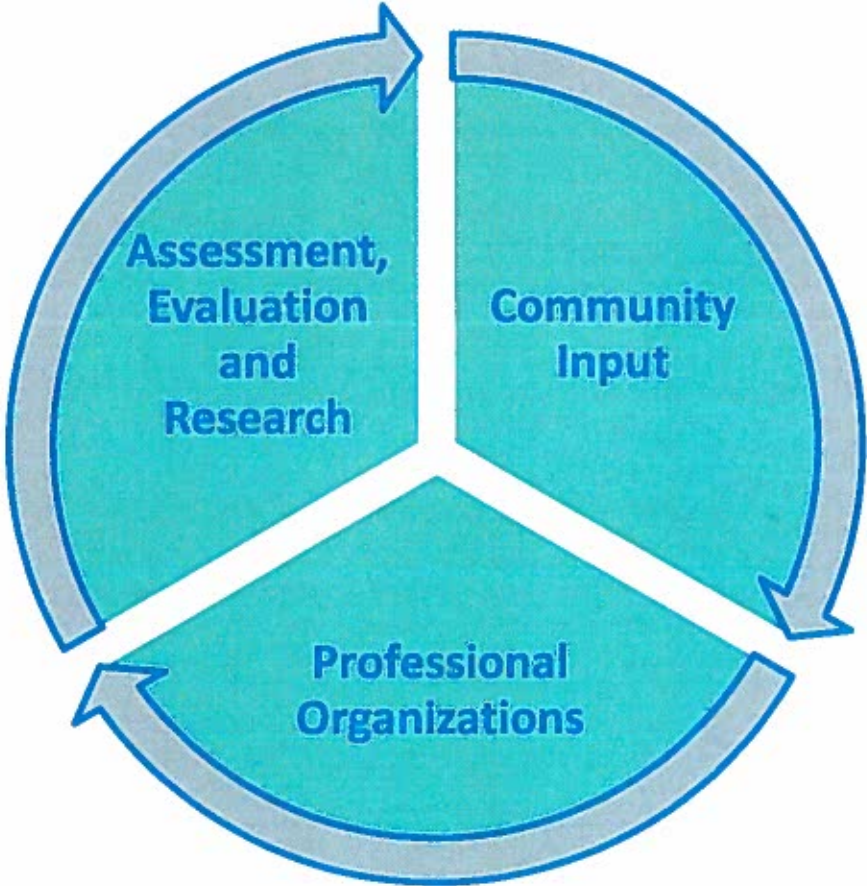 Assessment,
Evaluation
and
Research
Community
Input
Professional
Organizations